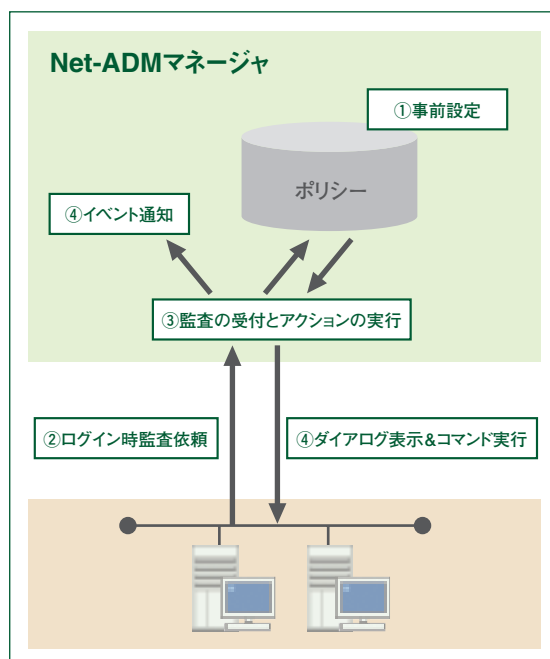 Net-ADMマネージャ
①事前設定
ポリシー
④イベント通知
③監査の受付とアクションの実行
②ログイン時監査依頼
④ダイアログ表示&コマンド実行